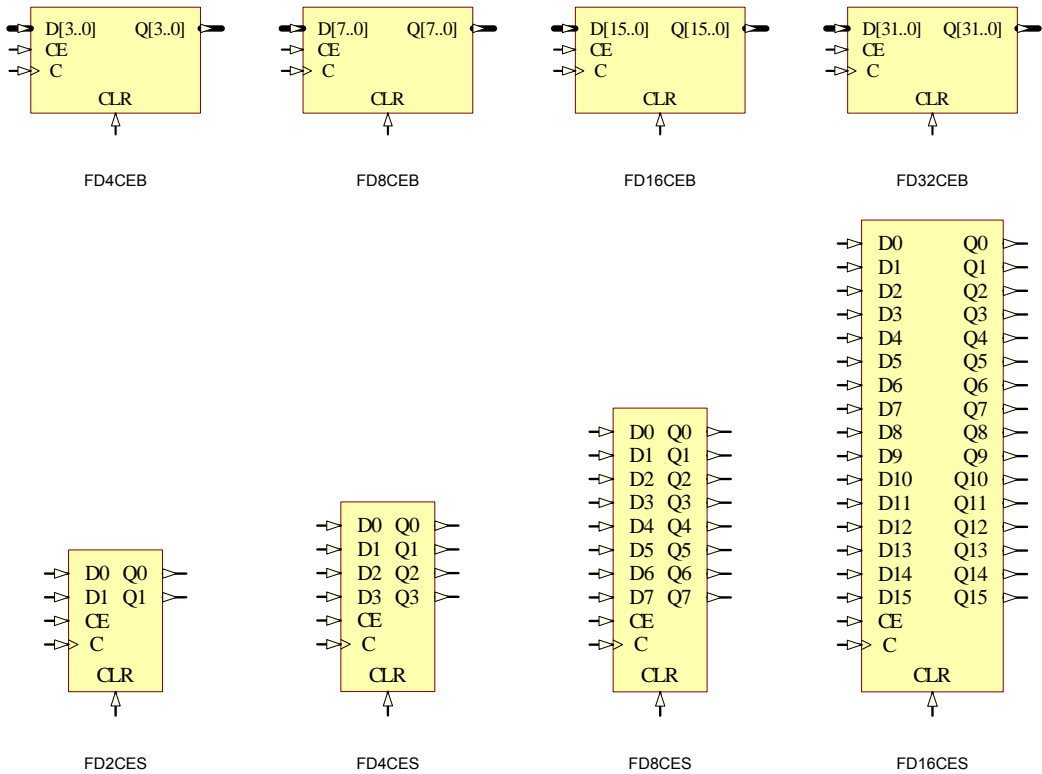 D[3..0] Q[3..0]
CE
C
CLR
FD4CEB
D[7..0] Q[7..0]
CE
C
CLR
FD8CEB
D[15..0] Q[15..0]
CE
C
CLR
FD16CEB
D[31..0] Q[31..0]
CE
C
CLR
FD32CEB
D0 Q0
D1 Q1
CE
C
CLR
FD2CES
D0 Q0
D1 Q1
D2 Q2
D3 Q3
CE
C
CLR
FD4CES
D0 Q0
D1 Q1
D2 Q2
D3 Q3
D4 Q4
D5 Q5
D6 Q6
D7 Q7
CE
C
CLR
FD8CES
D0 Q0
D1 Q1
D2 Q2
D3 Q3
D4 Q4
D5 Q5
D6 Q6
D7 Q7
D8 Q8
D9 Q9
D10 Q10
D11 Q11
D12 Q12
D13 Q13
D14 Q14
D15 Q15
CE
C
CLR
FD16CES